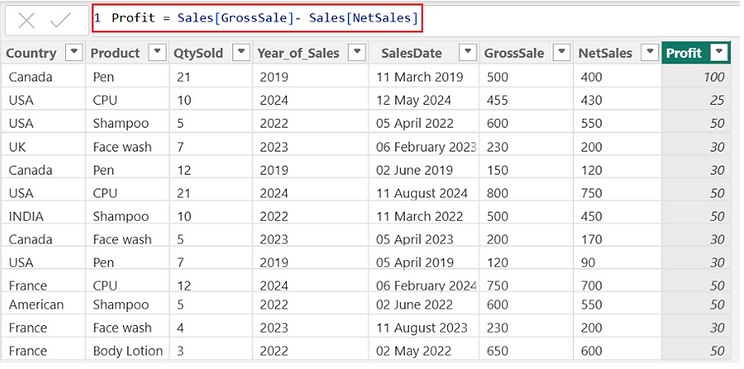 1 Profit = Sales[GrossSale]- Sales[NetSales]
Country Product QtySold Year_of_Sales SalesDate GrossSale NetSales Profit
Canada Pen 21 2019 11 March 2019 500 400 100
USA CPU 10 2024 12 May 2024 455 430 25
USA Shampoo 5 2022 05 April 2022 600 550 50
UK Face wash 7 2023 06 February 2023 230 200 30
Canada Pen 12 2019 02 June 2019 150 120 30
USA CPU 21 2024 11 August 2024 800 750 50
INDIA Shampoo 10 2022 11 March 2022 500 450 50
Canada Face wash 5 2023 05 April 2023 200 170 30
USA Pen 7 2019 05 April 2019 120 90 30
France CPU 12 2024 06 February 2024 750 700 50
American Shampoo 5 2022 02 June 2022 600 550 50
France Face wash 4 2023 11 August 2023 230 200 30
France Body Lotion 3 2022 02 May 2022 650 600 50